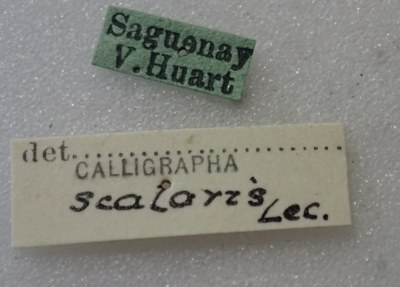 Saguenay
V. Huart
det..............................
CALLIGRAPHA
scalaris Lec.